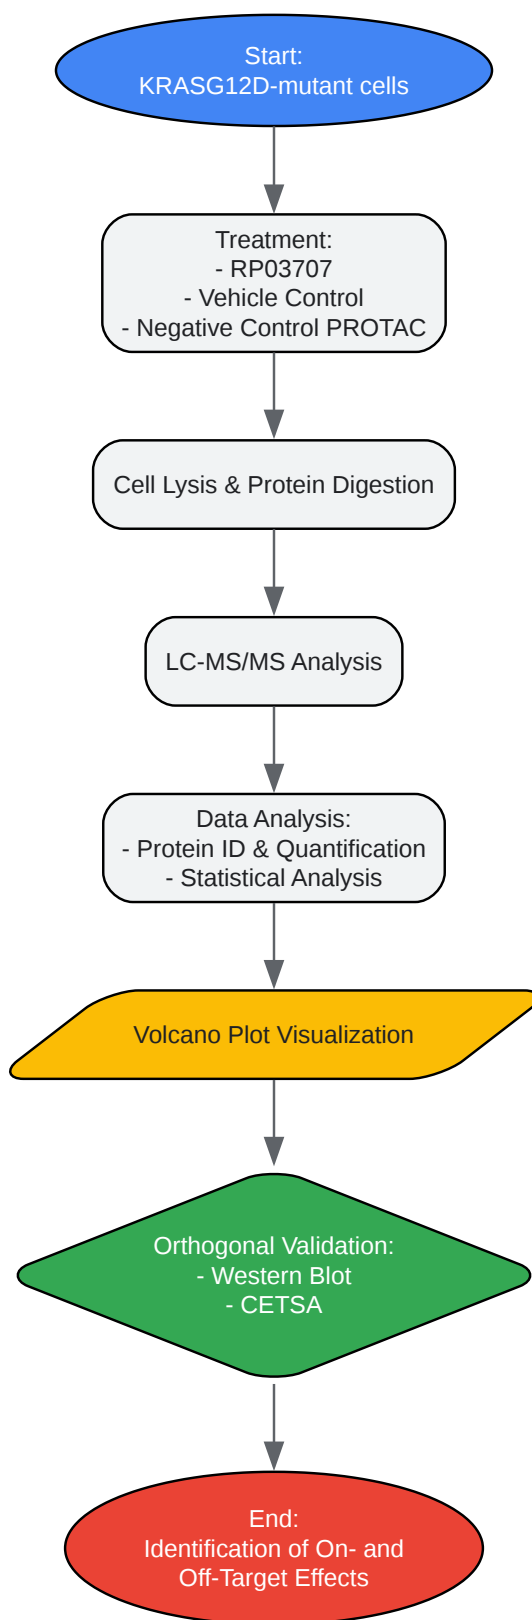 Start:
KRASG12D-mutant cells
Treatment:
- RP03707
- Vehicle Control
- Negative Control PROTAC
Cell Lysis & Protein Digestion
LC-MS/MS Analysis
Data Analysis:
- Protein ID & Quantification
- Statistical Analysis
Volcano Plot Visualization
Orthogonal Validation:
- Western Blot
- CETSA
End:
Identification of On- and
Off-Target Effects